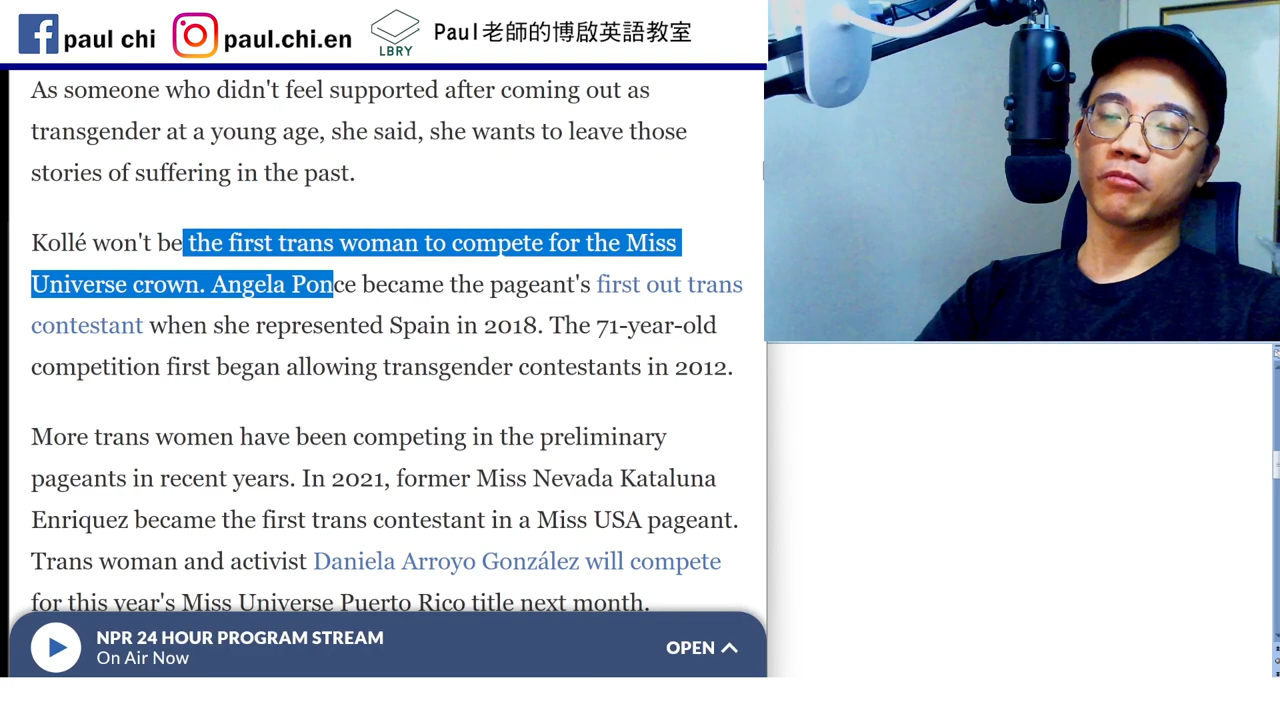 paul chi paul.chi.en LBRY Paul老師的博啟英語教室
As someone who didn't feel supported after coming out as
transgender at a young age, she said, she wants to leave those
stories of suffering in the past.
Kollé won't be the first trans woman to compete for the Miss
Universe crown. Angela Ponce became the pageant's first out trans
contestant when she represented Spain in 2018. The 71-year-old
competition first began allowing transgender contestants in 2012.
More trans women have been competing in the preliminary
pageants in recent years. In 2021, former Miss Nevada Kataluna
Enriquez became the first trans contestant in a Miss USA pageant.
Trans woman and activist Daniela Arroyo González will compete
for this year's Miss Universe Puerto Rico title next month.
NPR 24 HOUR PROGRAM STREAM
On Air Now
OPEN